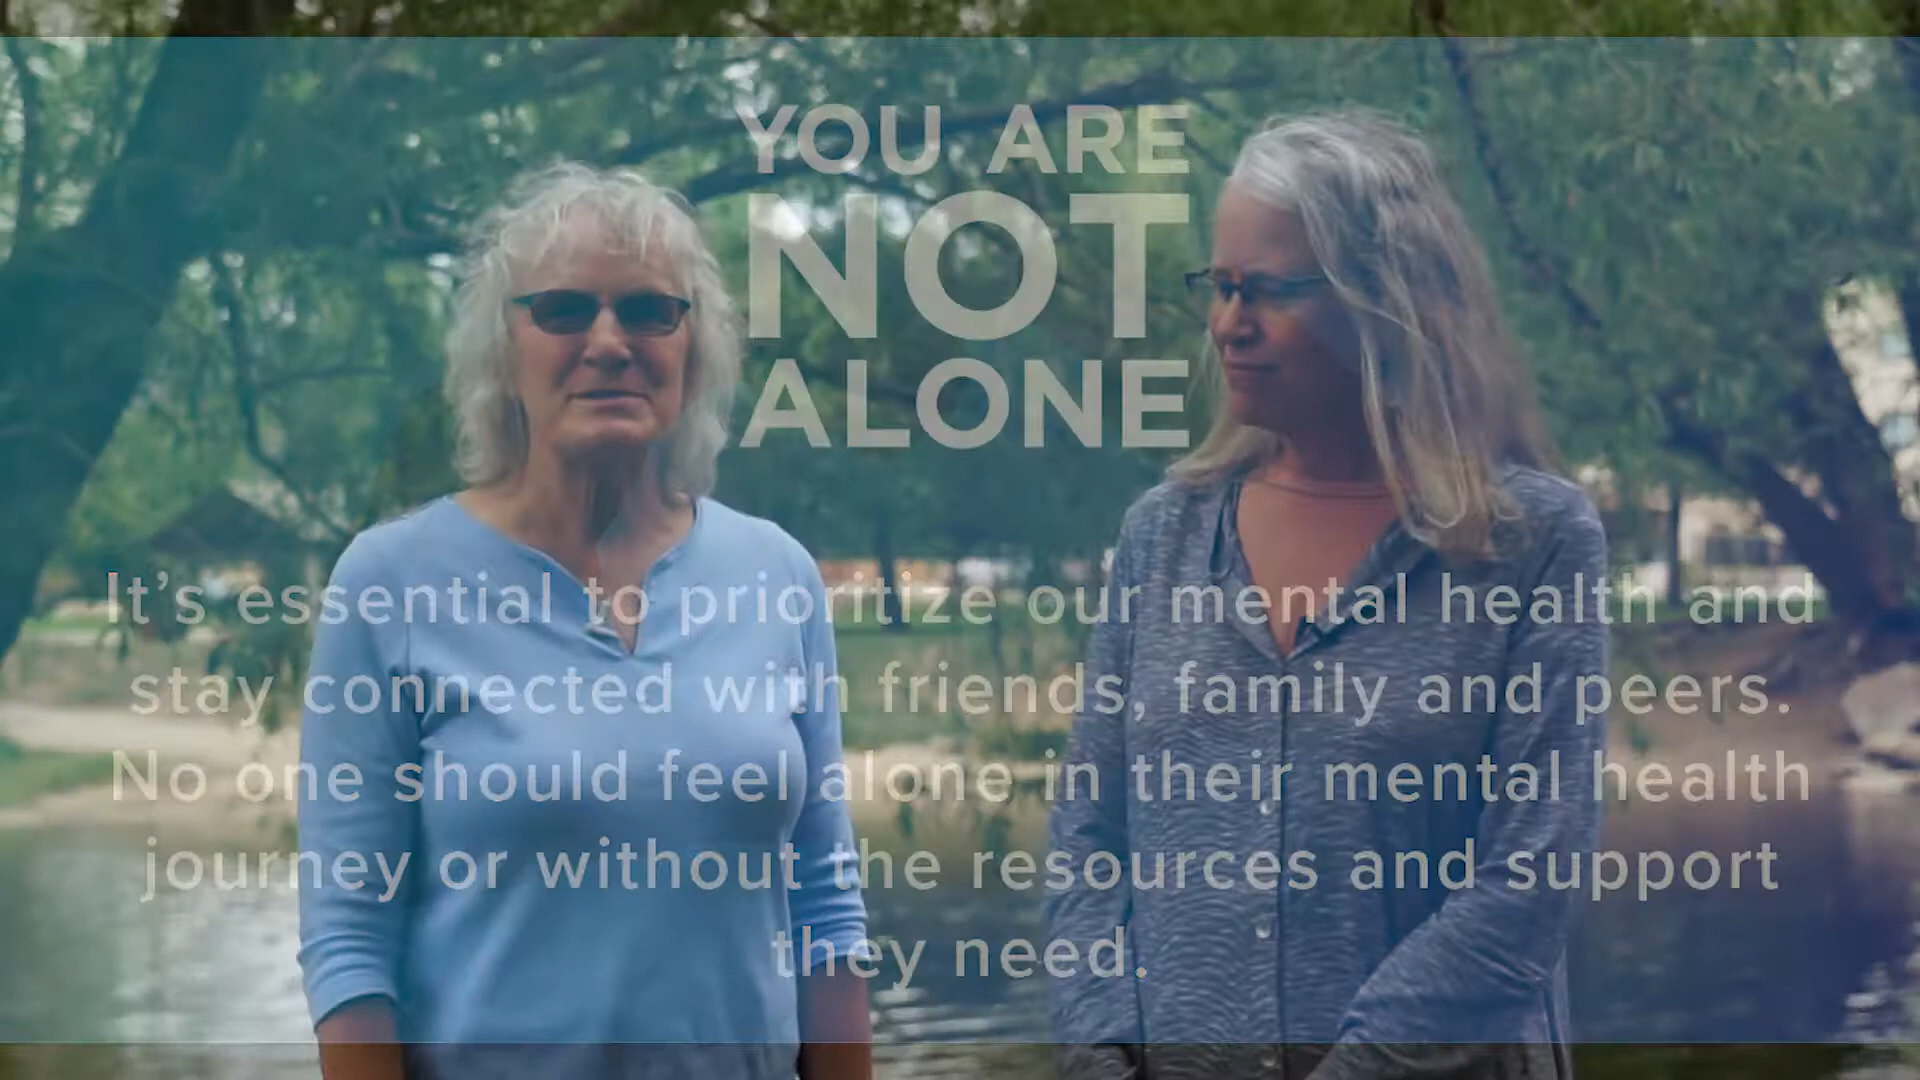 YOU ARE
NOT
ALONE
It's essential to prioritize our mental health and
stay connected with friends, family and peers.
No one should feel alone in their mental health
journey or without the resources and support
they need.